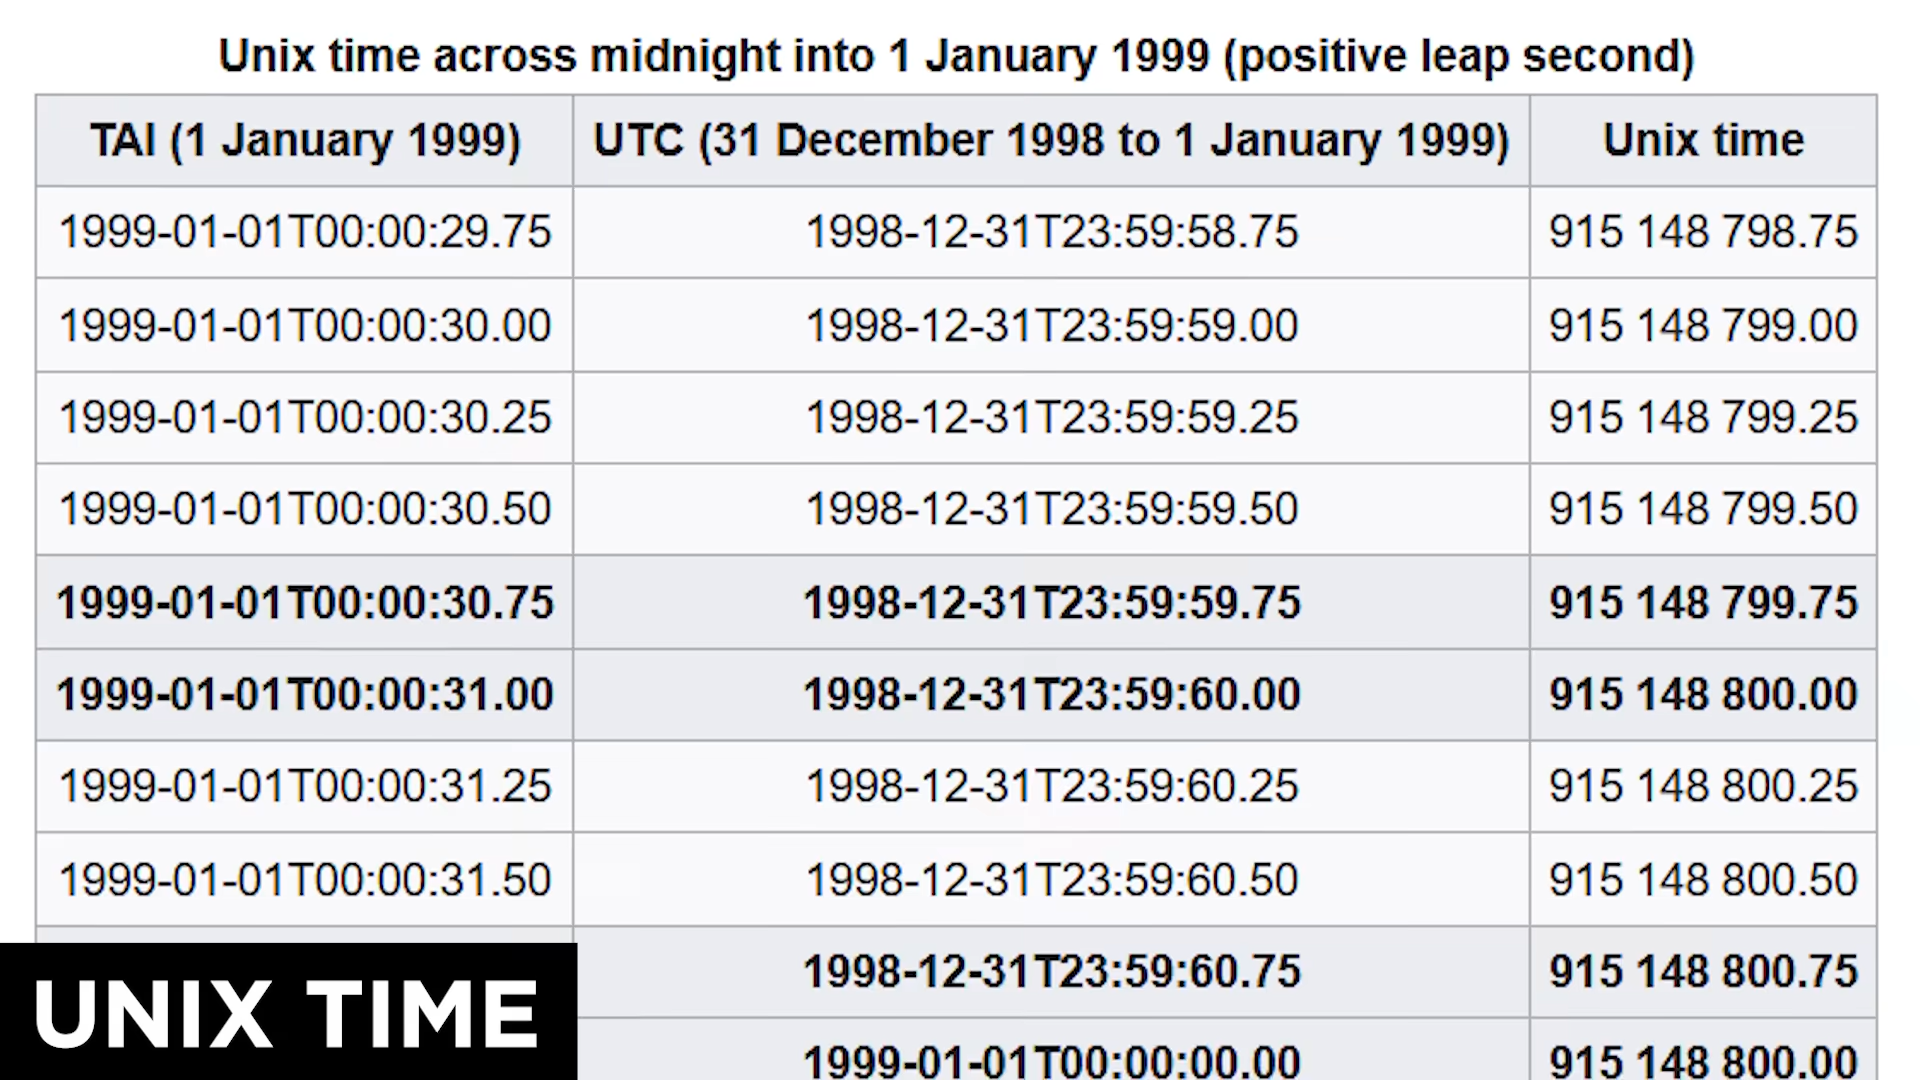 Unix time across midnight into 1 January 1999 (positive leap second)
TAI (1 January 1999) UTC (31 December 1998 to 1 January 1999) Unix time
1999-01-01T00:00:29.75 1998-12-31T23:59:58.75 915 148 798.75
1999-01-01T00:00:30.00 1998-12-31T23:59:59.00 915 148 799.00
1999-01-01T00:00:30.25 1998-12-31T23:59:59.25 915 148 799.25
1999-01-01T00:00:30.50 1998-12-31T23:59:59.50 915 148 799.50
1999-01-01T00:00:30.75 1998-12-31T23:59:59.75 915 148 799.75
1999-01-01T00:00:31.00 1998-12-31T23:59:60.00 915 148 800.00
1999-01-01T00:00:31.25 1998-12-31T23:59:60.25 915 148 800.25
1999-01-01T00:00:31.50 1998-12-31T23:59:60.50 915 148 800.50
1998-12-31T23:59:60.75 915 148 800.75
1999-01-01T00:00:00.00 915 148 800.00
UNIX TIME